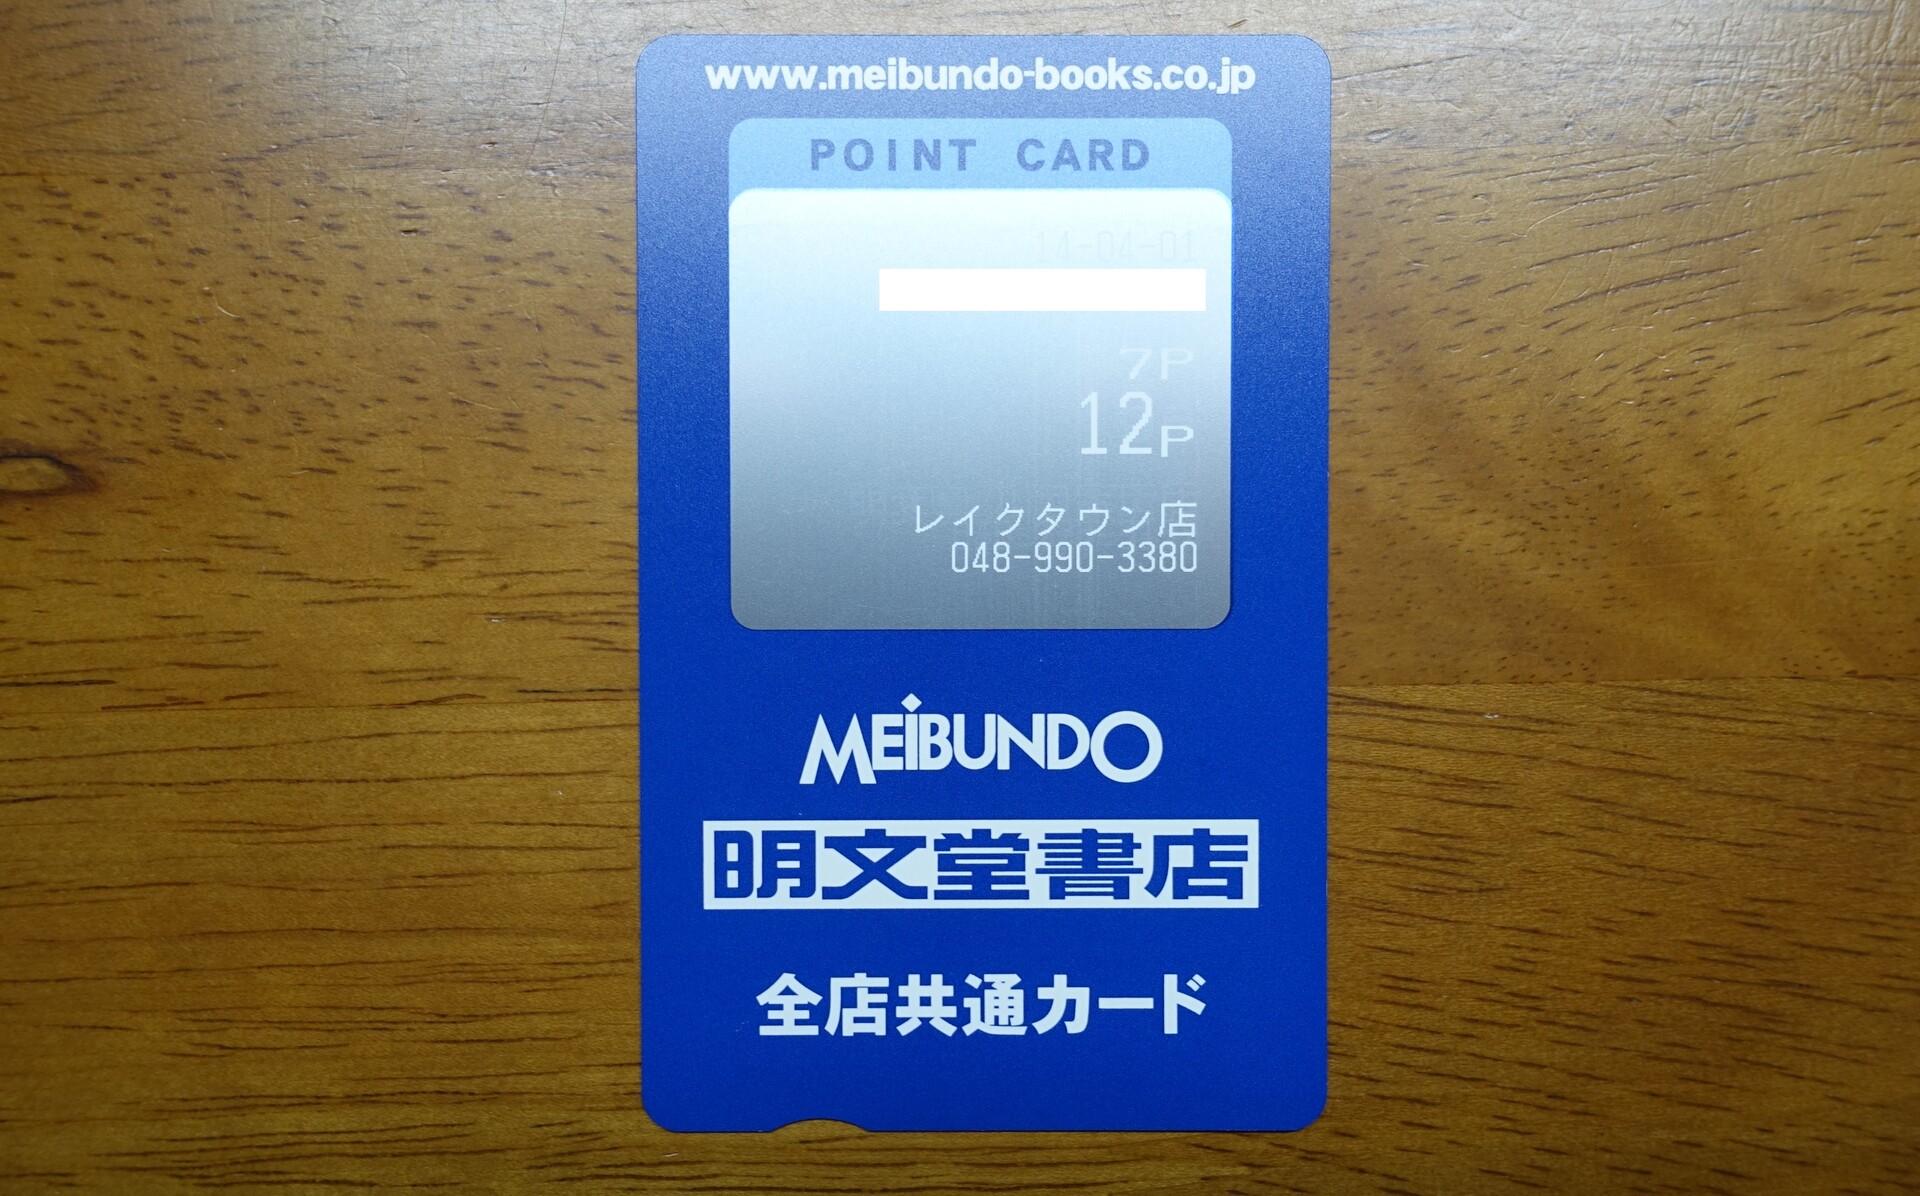 www.meibundo-books.co.jp
POINT CARD
14-04-01
7P
12P
レイクタウン店
048-990-3380
MEiBUNDO
明文堂書店
全店共通カード